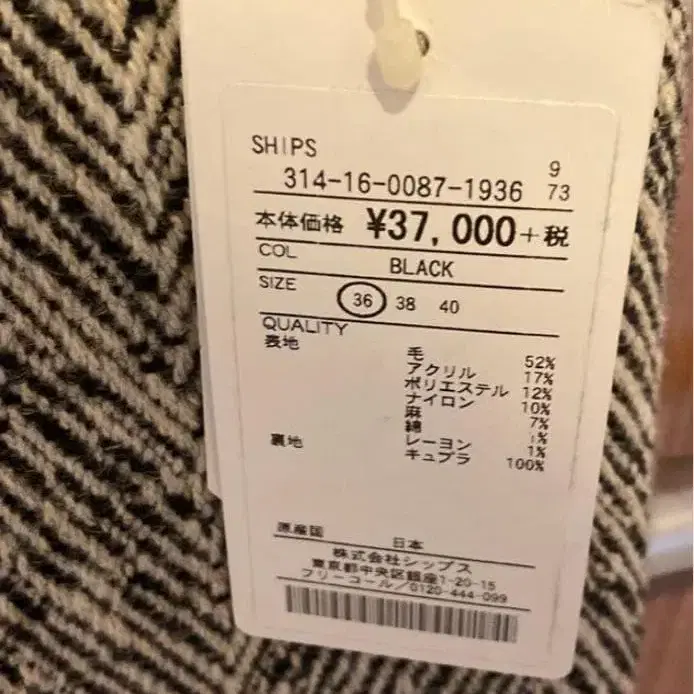 SHIPS
314-16-0087-1936 9 73
本体価格 ¥37,000+税
COL
BLACK
SIZE 36 38 40
QUALITY
表地 毛 52%
アクリル 17%
ポリエステル 12%
ナイロン 10%
麻 7%
綿 1%
レーヨン 1%
裏地 キュプラ 100%
原産国 日本
株式会社シップス
東京都中央区銀座1-20-15
フリーコール/0120-444-099